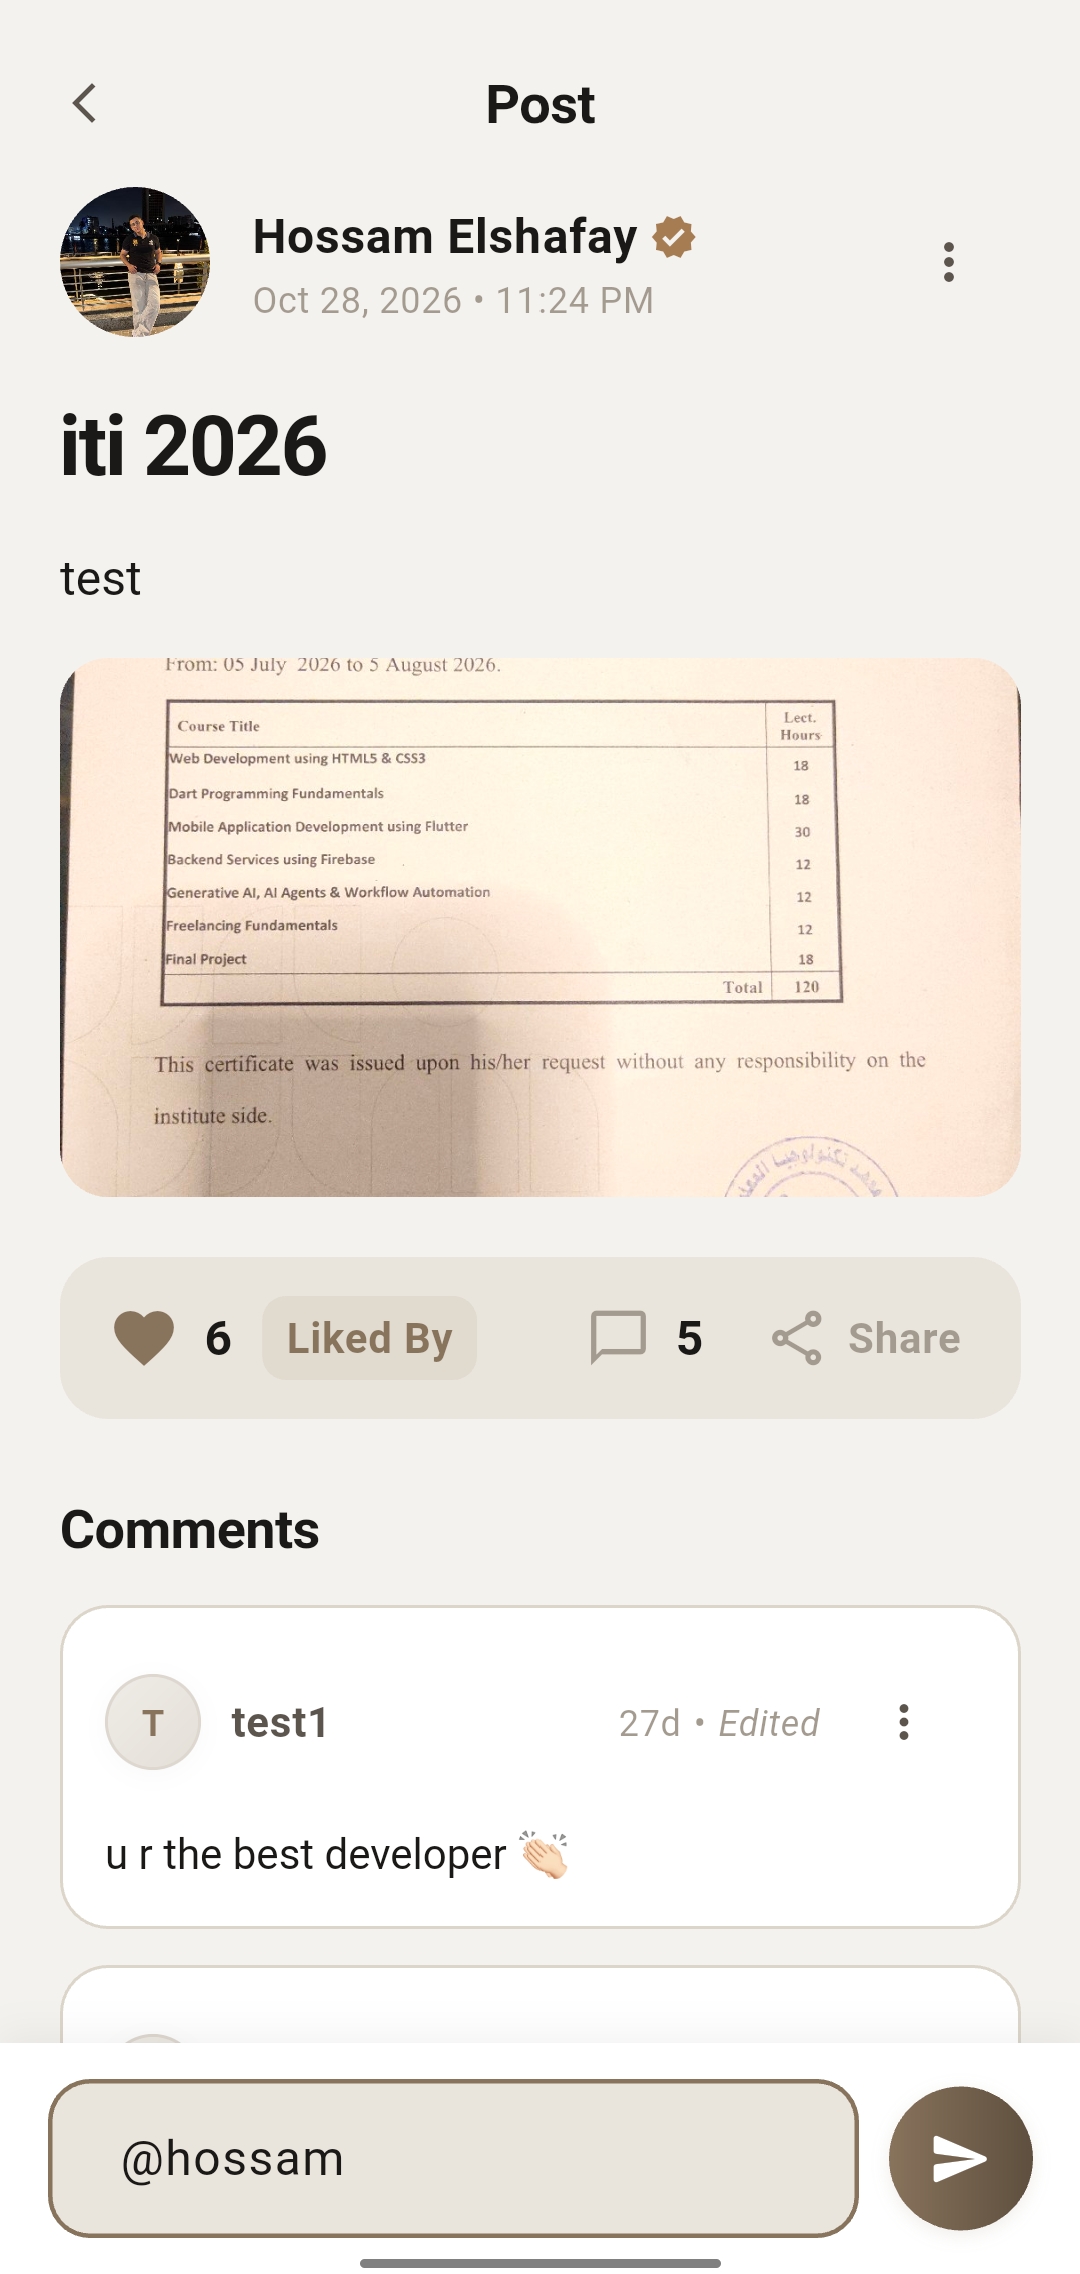 Post
Hossam Elshafay
Oct 28, 2026 • 11:24 PM
iti 2026
test
From: 05 July 2026 to 5 August 2026.
Course Title Lect. Hours
Web Development using HTML5 & CSS3 18
Dart Programming Fundamentals 18
Mobile Application Development using Flutter 30
Backend Services using Firebase 12
Generative AI, AI Agents & Workflow Automation 12
Freelancing Fundamentals 12
Final Project 18
Total 120
This certificate was issued upon his/her request without any responsibility on the
institute side.
معهد تكنولوجيا
6 Liked By 5 Share
Comments
T test1 27d • Edited
u r the best developer 👏🏻
@hossam